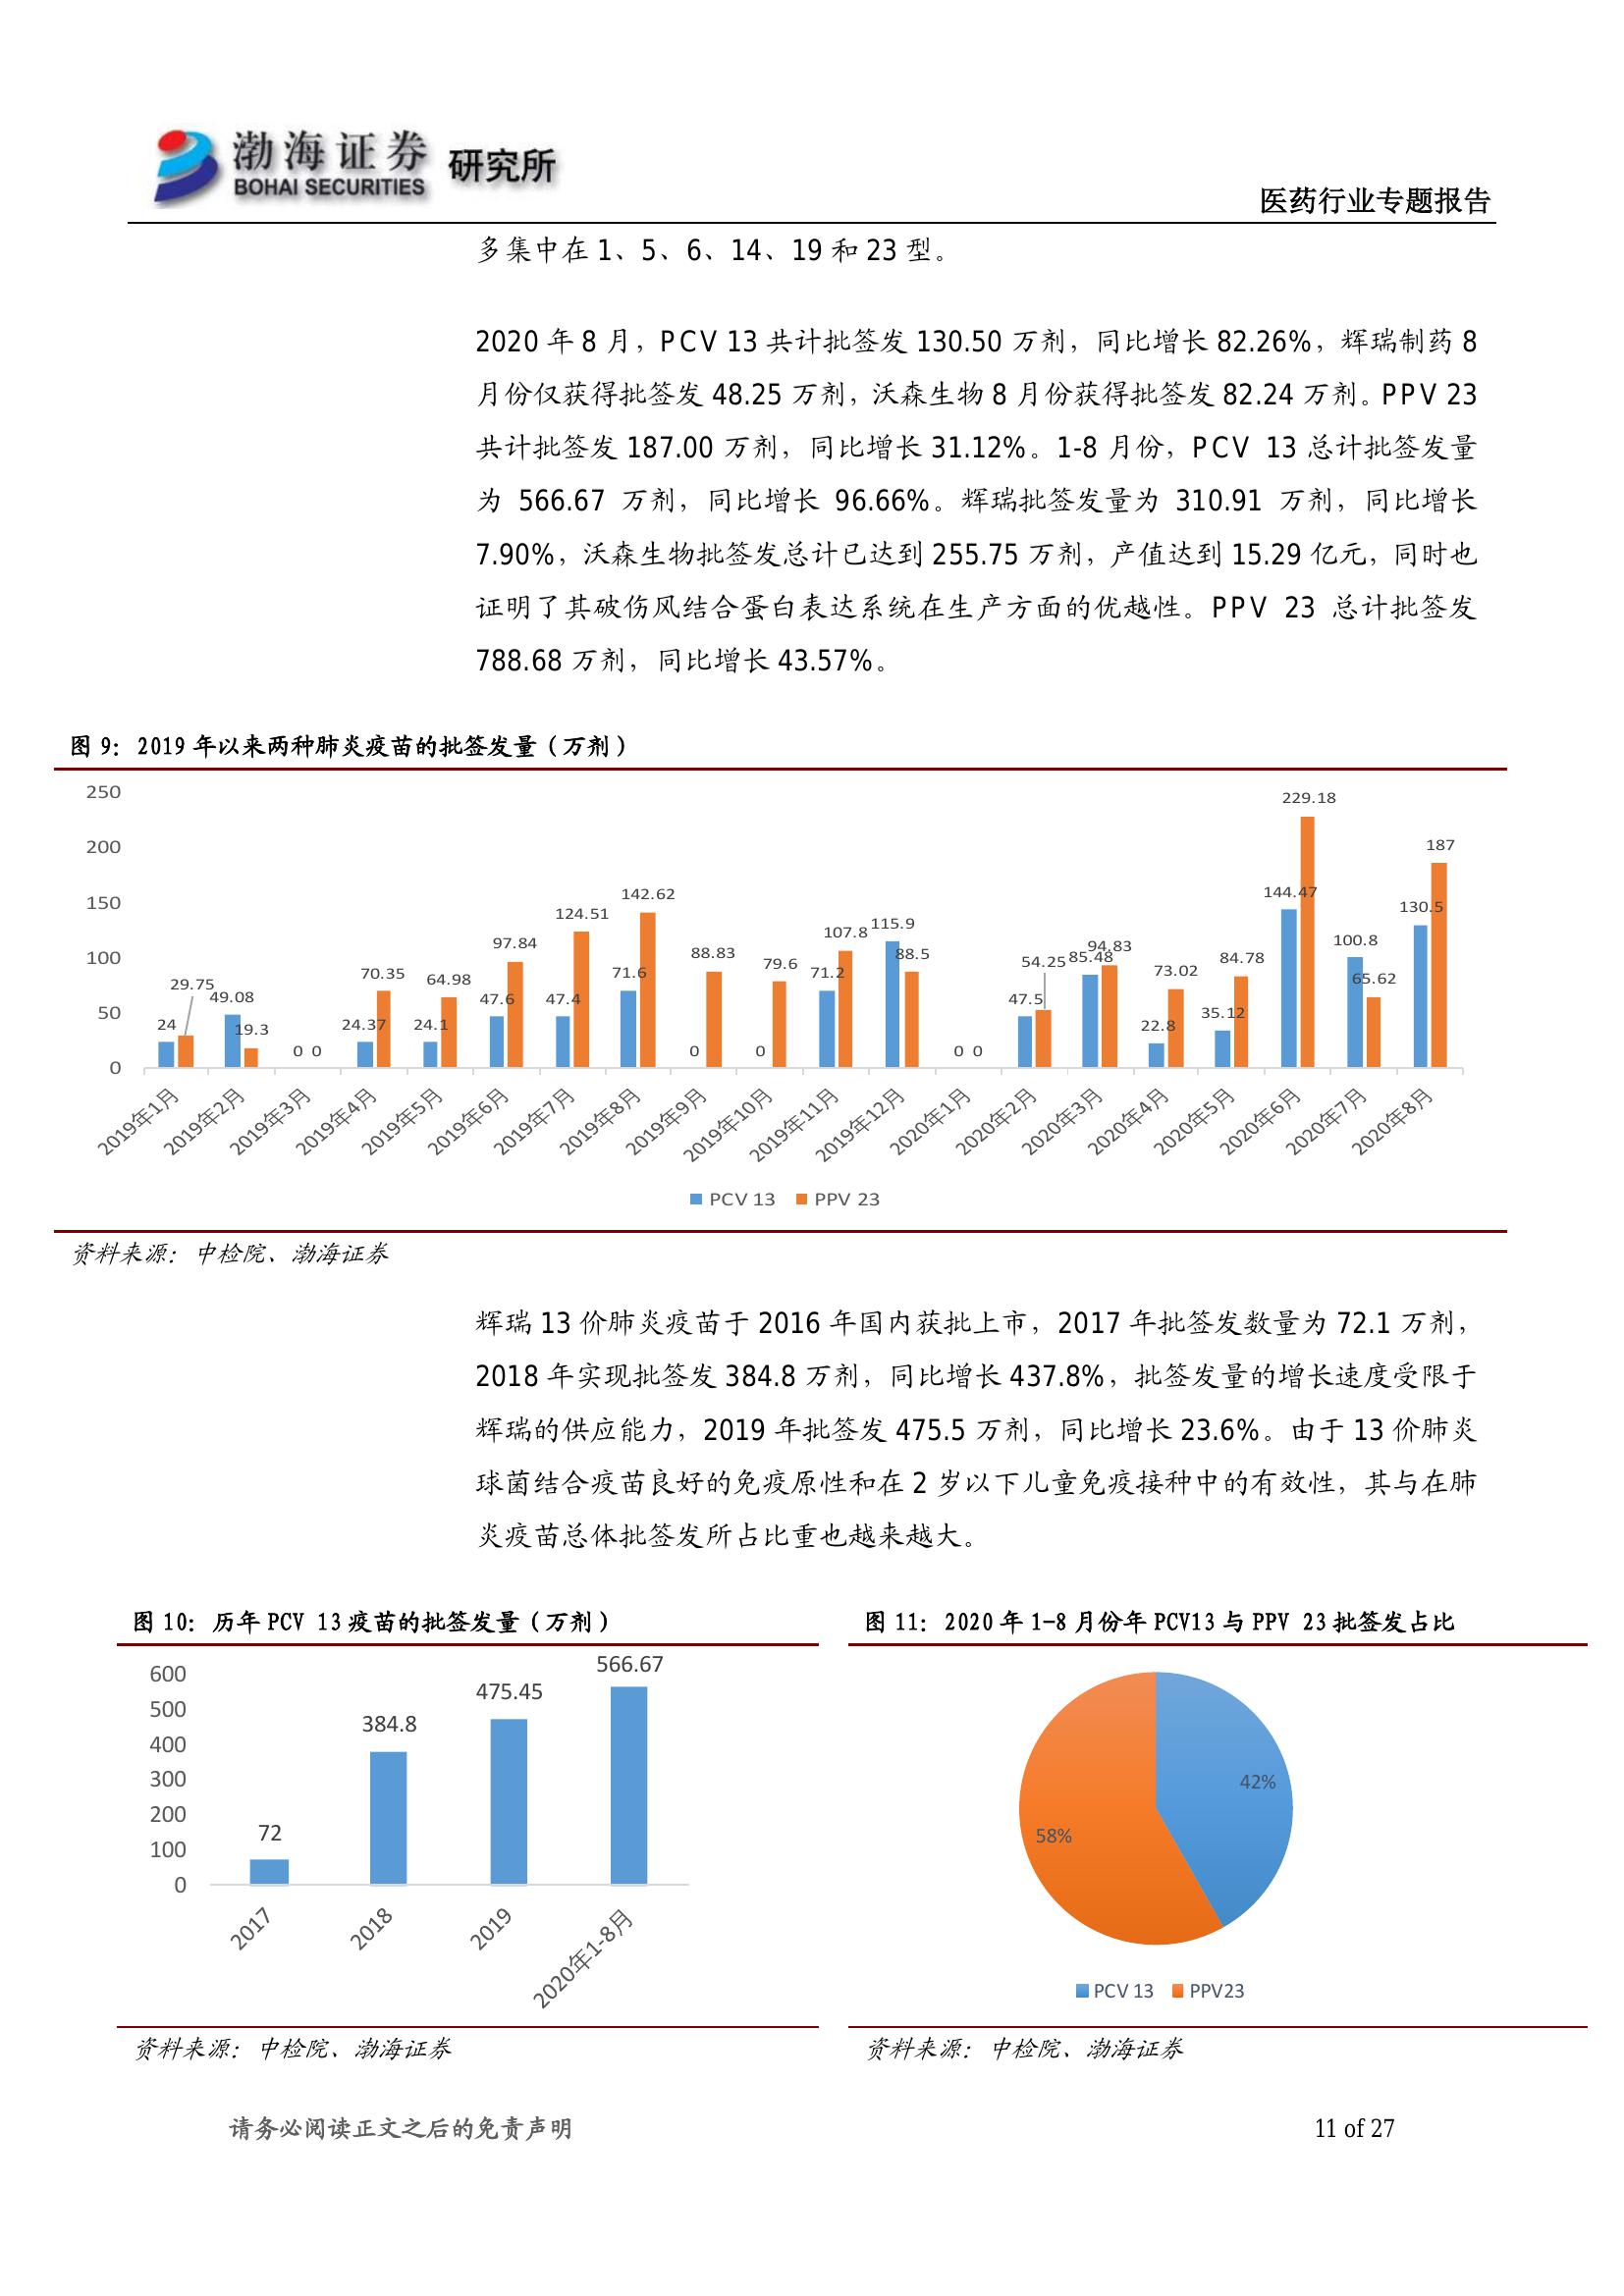 渤海证券 研究所
BOHAI SECURITIES
医药行业专题报告
多集中在 1、5、6、14、19 和 23 型。
2020 年 8 月，PCV 13 共计批签发 130.50 万剂，同比增长 82.26%，辉瑞制药 8
月份仅获得批签发 48.25 万剂，沃森生物 8 月份获得批签发 82.24 万剂。PPV 23
共计批签发 187.00 万剂，同比增长 31.12%。1-8 月份，PCV 13 总计批签发量
为 566.67 万剂，同比增长 96.66%。辉瑞批签发量为 310.91 万剂，同比增长
7.90%，沃森生物批签发总计已达到 255.75 万剂，产值达到 15.29 亿元，同时也
证明了其破伤风结合蛋白表达系统在生产方面的优越性。PPV 23 总计批签发
788.68 万剂，同比增长 43.57%。
图 9：2019 年以来两种肺炎疫苗的批签发量（万剂）
250
200
150
100
50
0
24 29.75 49.08 19.3 0 0 24.37 70.35 24.1 64.98 47.6 97.84 47.4 124.51 71.6 142.62 0 88.83 0 79.6 71.2 107.8 115.9 88.5 0 0 47.5 54.25 85.48 94.83 22.8 73.02 35.12 84.78 144.47 229.18 100.8 65.62 130.5 187
2019年1月 2019年2月 2019年3月 2019年4月 2019年5月 2019年6月 2019年7月 2019年8月 2019年9月 2019年10月 2019年11月 2019年12月 2020年1月 2020年2月 2020年3月 2020年4月 2020年5月 2020年6月 2020年7月 2020年8月
PCV 13 PPV 23
资料来源：中检院、渤海证券
辉瑞 13 价肺炎疫苗于 2016 年国内获批上市，2017 年批签发数量为 72.1 万剂，
2018 年实现批签发 384.8 万剂，同比增长 437.8%，批签发量的增长速度受限于
辉瑞的供应能力，2019 年批签发 475.5 万剂，同比增长 23.6%。由于 13 价肺炎
球菌结合疫苗良好的免疫原性和在 2 岁以下儿童免疫接种中的有效性，其与在肺
炎疫苗总体批签发所占比重也越来越大。
图 10：历年 PCV 13 疫苗的批签发量（万剂）
600
500
400
300
200
100
0
72 384.8 475.45 566.67
2017 2018 2019 2020年1-8月
资料来源：中检院、渤海证券
图 11：2020 年 1-8 月份年 PCV13 与 PPV 23 批签发占比
42%
58%
PCV 13 PPV23
资料来源：中检院、渤海证券
请务必阅读正文之后的免责声明
11 of 27